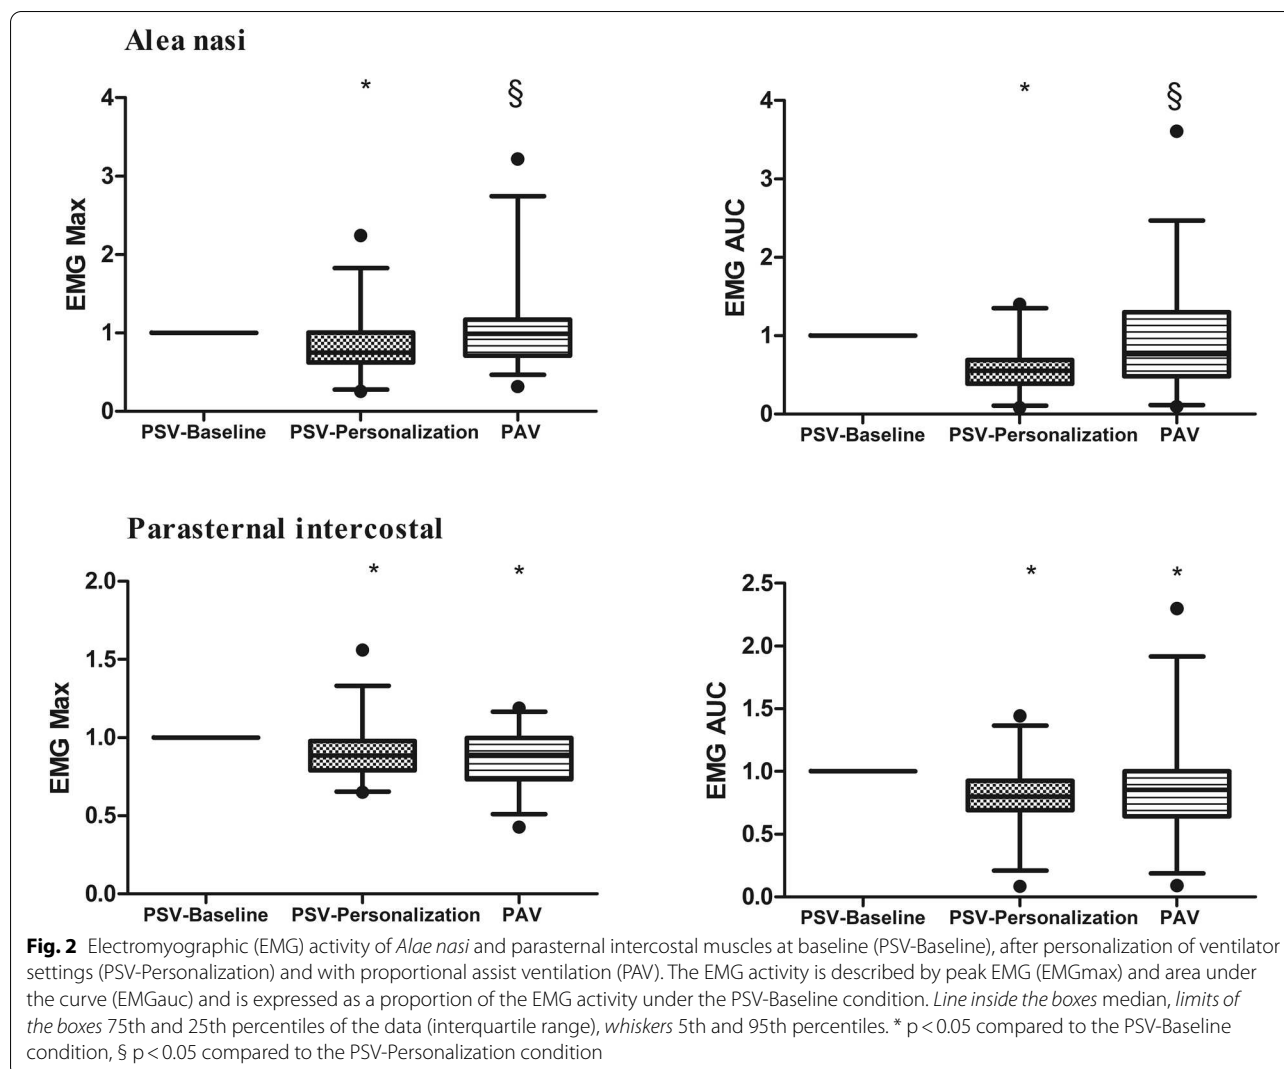 Alea nasi
* §
4
3
2
1
0
EMG Max
PSV-Baseline PSV-Personalization PAV
* §
4
3
2
1
0
EMG AUC
PSV-Baseline PSV-Personalization PAV
Parasternal intercostal
* *
2.0
1.5
1.0
0.5
0.0
EMG Max
PSV-Baseline PSV-Personalization PAV
* *
2.5
2.0
1.5
1.0
0.5
0.0
EMG AUC
PSV-Baseline PSV-Personalization PAV
Fig. 2 Electromyographic (EMG) activity of Alae nasi and parasternal intercostal muscles at baseline (PSV-Baseline), after personalization of ventilator
settings (PSV-Personalization) and with proportional assist ventilation (PAV). The EMG activity is described by peak EMG (EMGmax) and area under
the curve (EMGauc) and is expressed as a proportion of the EMG activity under the PSV-Baseline condition. Line inside the boxes median, limits of
the boxes 75th and 25th percentiles of the data (interquartile range), whiskers 5th and 95th percentiles. * p < 0.05 compared to the PSV-Baseline
condition, § p < 0.05 compared to the PSV-Personalization condition